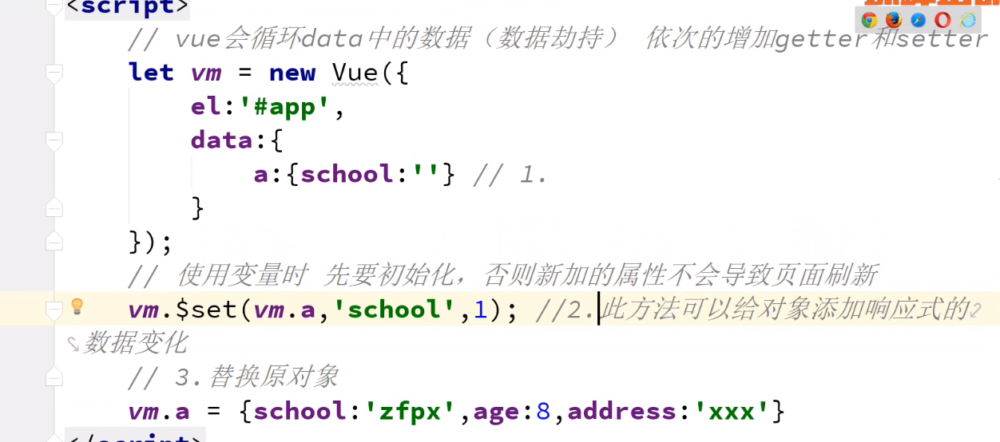 <script>
// vue会循环data中的数据（数据劫持） 依次的增加getter和setter
let vm = new Vue({
el:'#app',
data:{
a:{school:''} // 1.
}
});
// 使用变量时 先要初始化，否则新加的属性不会导致页面刷新
vm.$set(vm.a,'school',1); //2.此方法可以给对象添加响应式的
数据变化
// 3.替换原对象
vm.a = {school:'zfpx',age:8,address:'xxx'}
</script>